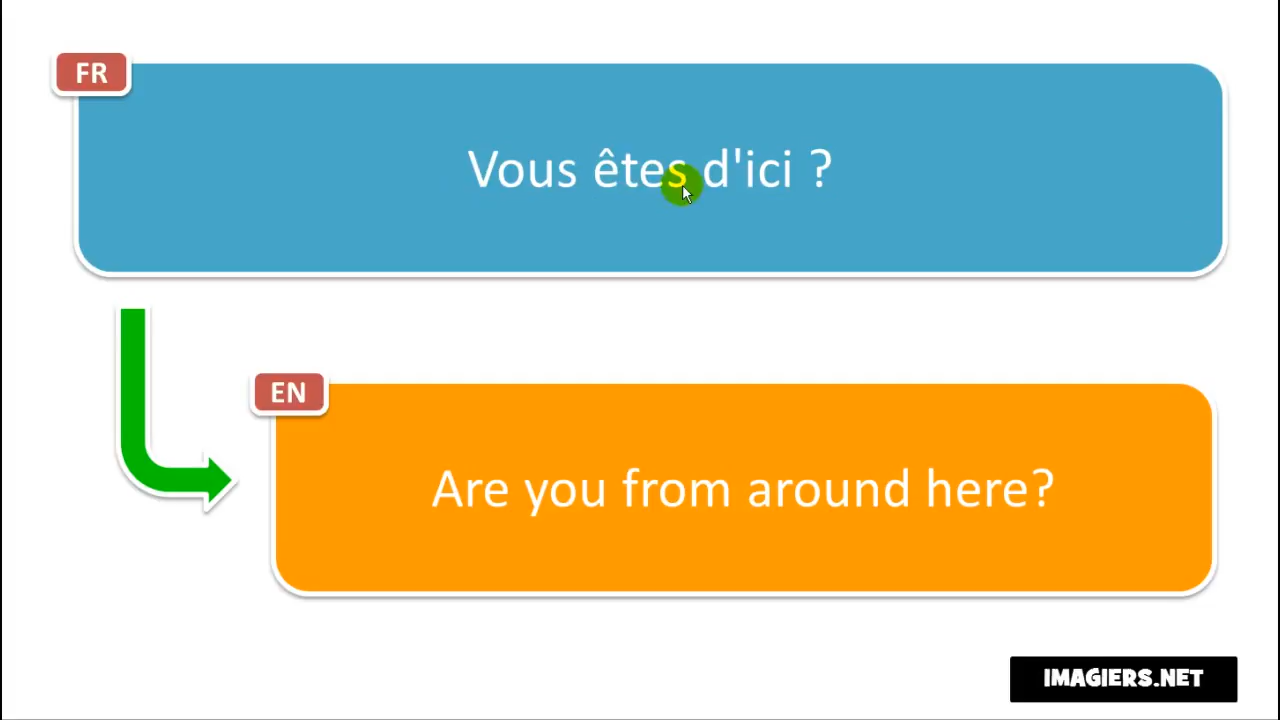 FR
Vous êtes d'ici ?
EN
Are you from around here?
IMAGIERS.NET